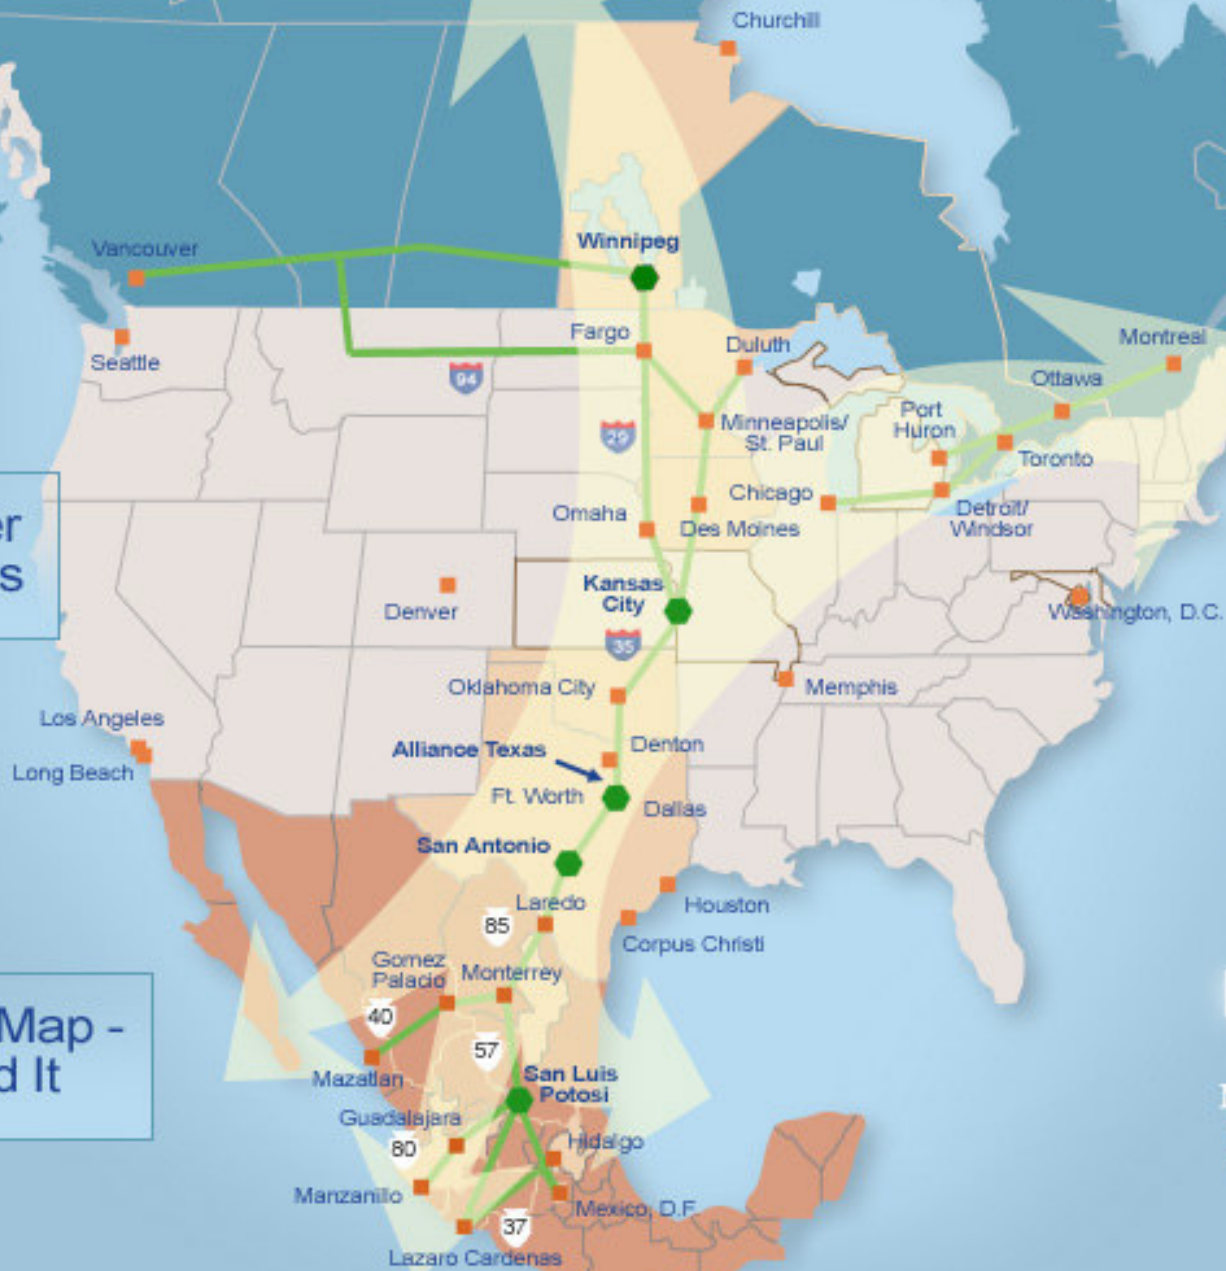 Churchill
Vancouver
Winnipeg
Seattle
Fargo
Duluth
Montreal
94
Ottawa
29
Minneapolis/
St. Paul
Port
Huron
Toronto
Chicago
Omaha
Des Moines
Detroit/
Windsor
er
s
Kansas
City
Denver
Washington, D.C.
35
Oklahoma City
Memphis
Los Angeles
Long Beach
Alliance Texas
Denton
Ft. Worth
Dallas
San Antonio
Laredo
Houston
85
Corpus Christi
Gomez
Palacio
Monterrey
40
Map -
d It
57
Mazatlan
San Luis
Potosi
Guadalajara
80
Hidalgo
Manzanillo
Mexico, D.F.
37
Lazaro Cardenas